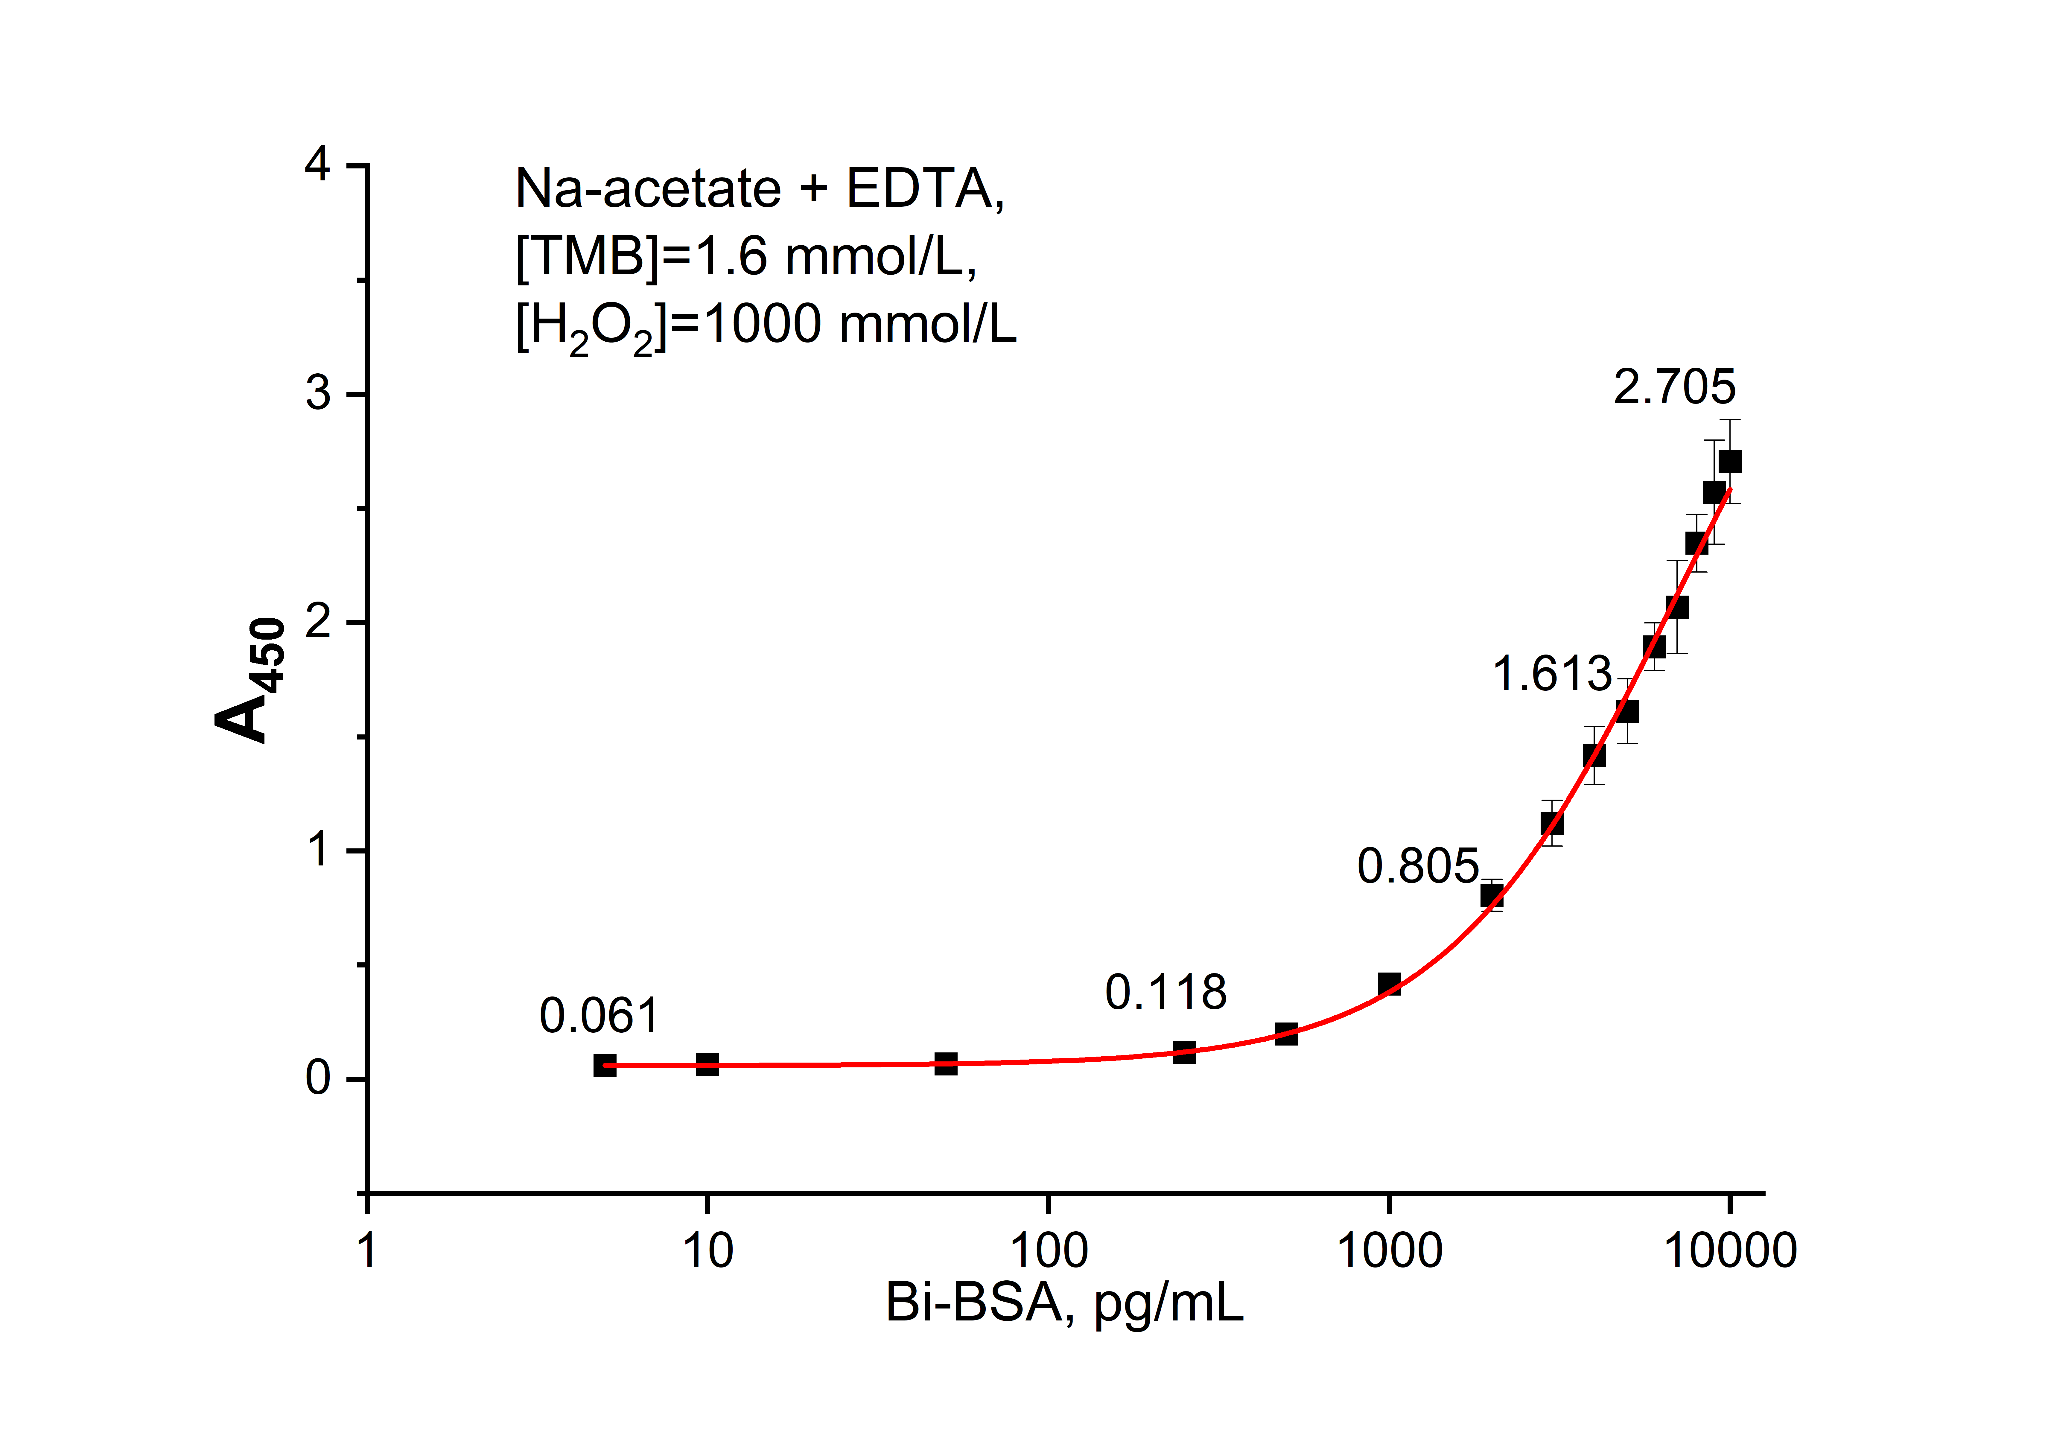 Na-acetate + EDTA,
[TMB]=1.6 mmol/L,
[H₂O₂]=1000 mmol/L
4
3
2
1
0
A₄₅₀
2.705
1.613
0.805
0.118
0.061
1 10 100 1000 10000
Bi-BSA, pg/mL